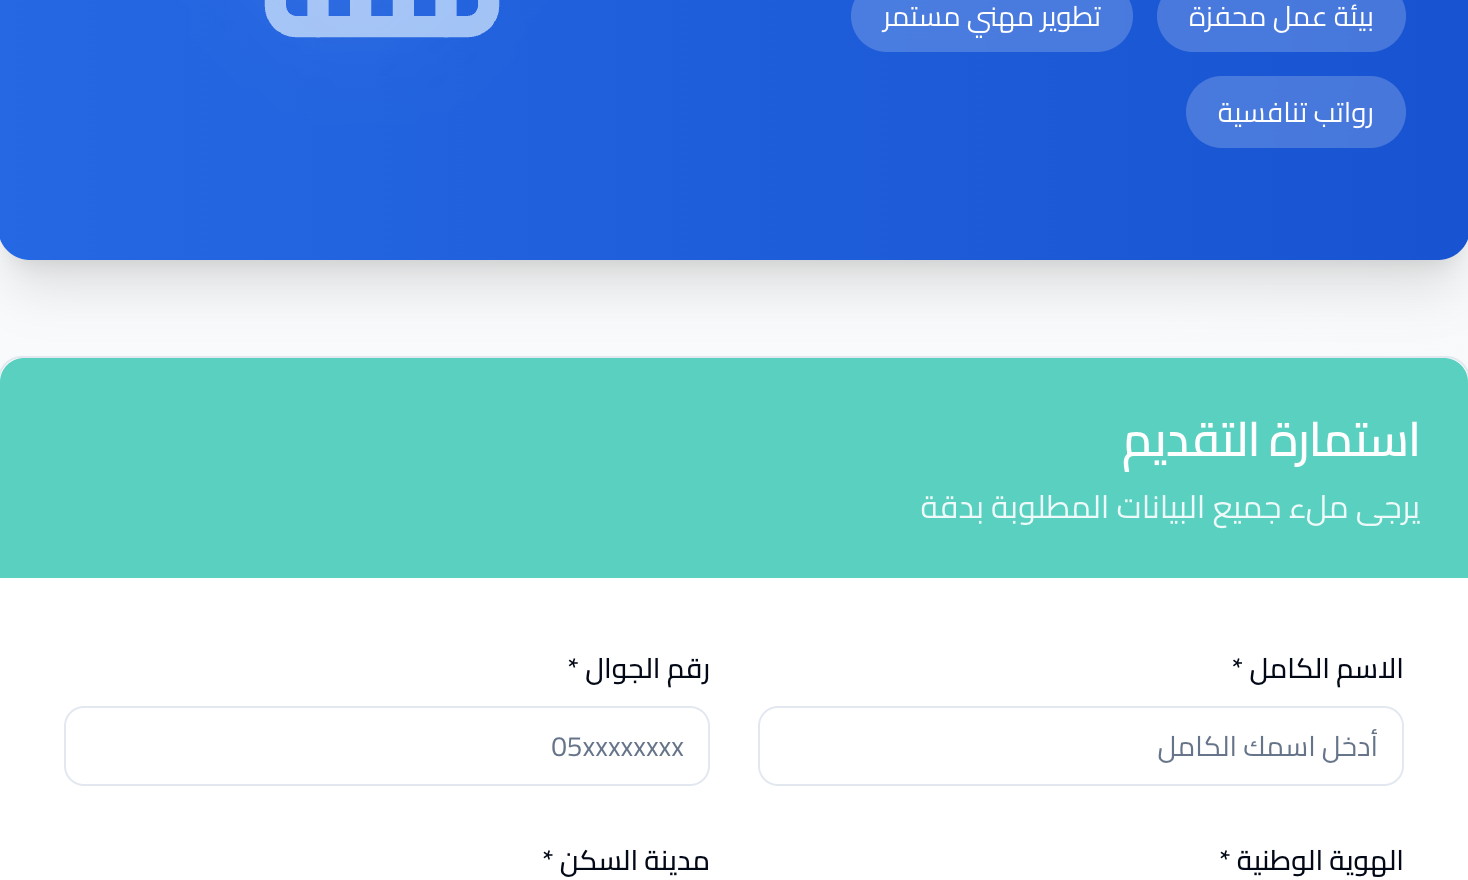 بيئة عمل محفزة
تطوير مهني مستمر
رواتب تنافسية
استمارة التقديم
يرجى ملء جميع البيانات المطلوبة بدقة
الاسم الكامل *
أدخل اسمك الكامل
رقم الجوال *
05xxxxxxxx
الهوية الوطنية *
مدينة السكن *